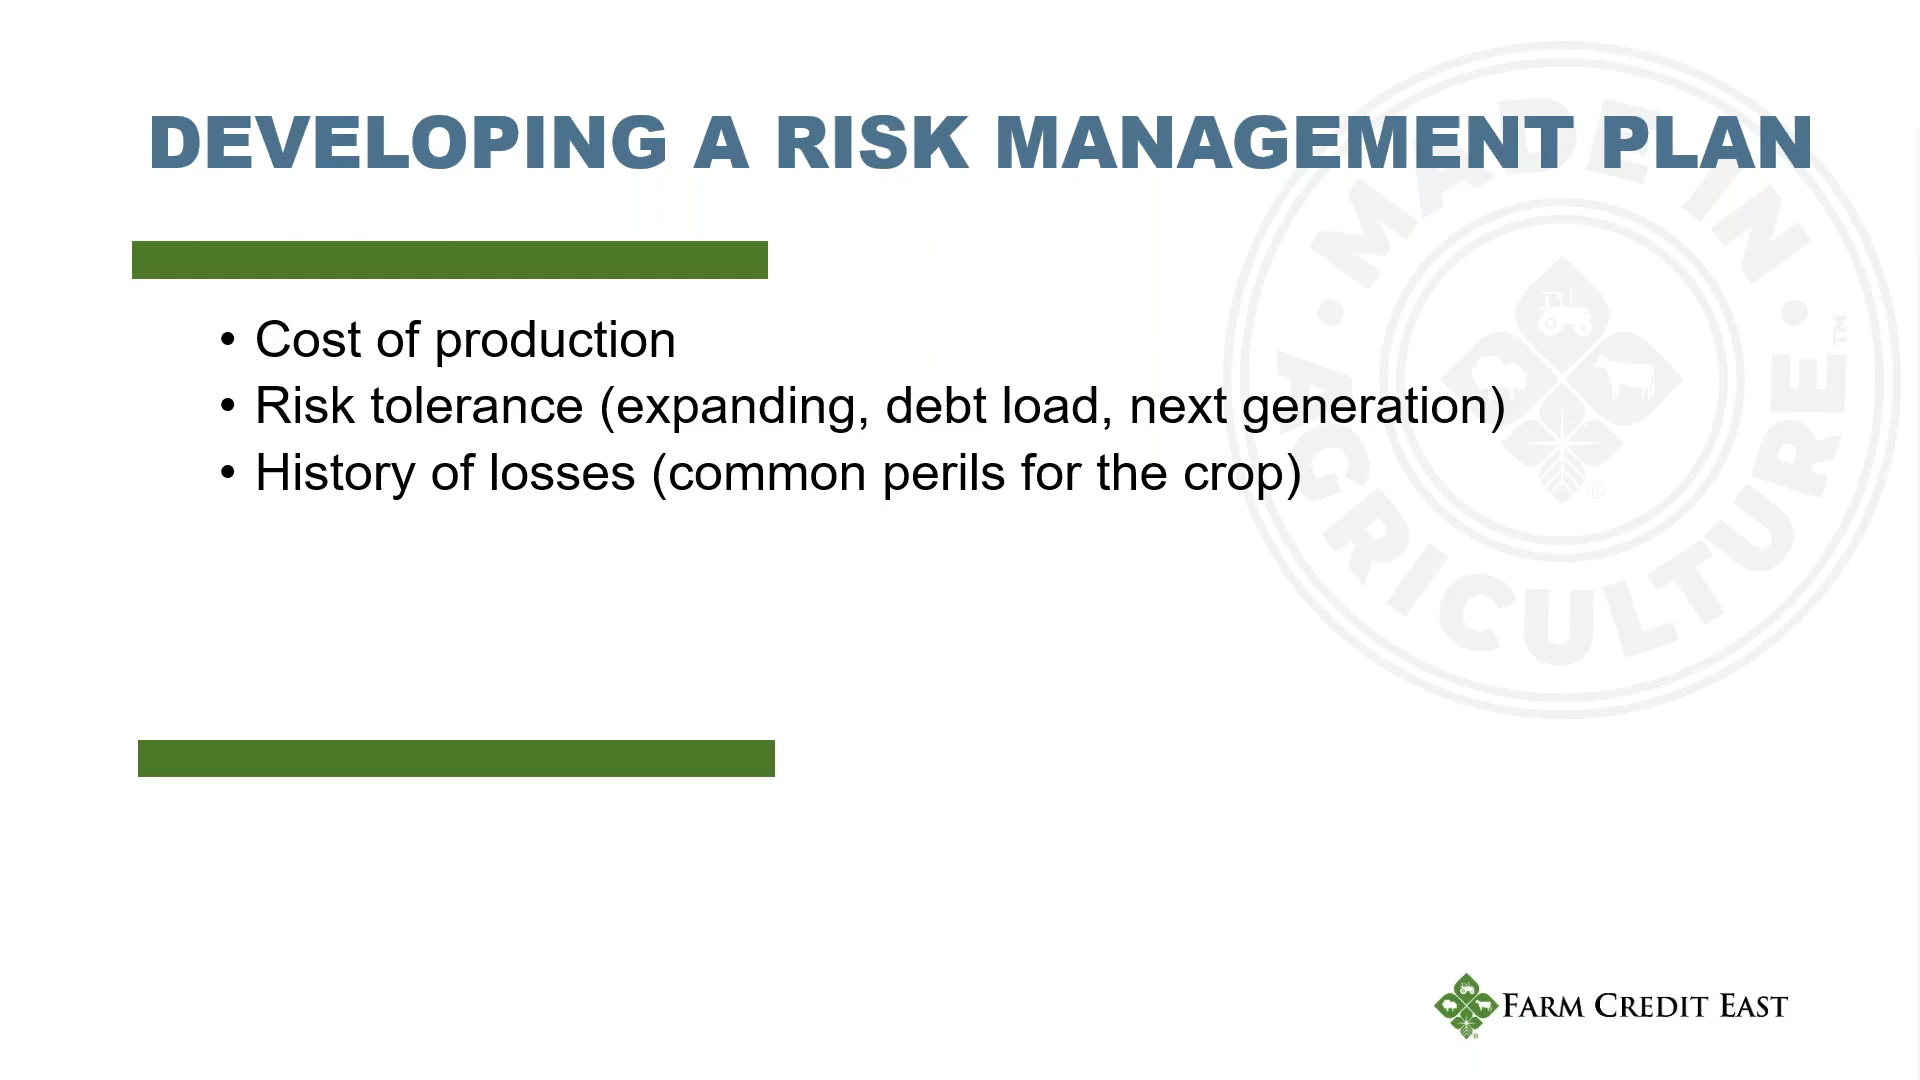 DEVELOPING A RISK MANAGEMENT PLAN
• Cost of production
• Risk tolerance (expanding, debt load, next generation)
• History of losses (common perils for the crop)
• MADE IN •
AGRICULTURE™
®
FARM CREDIT EAST
®